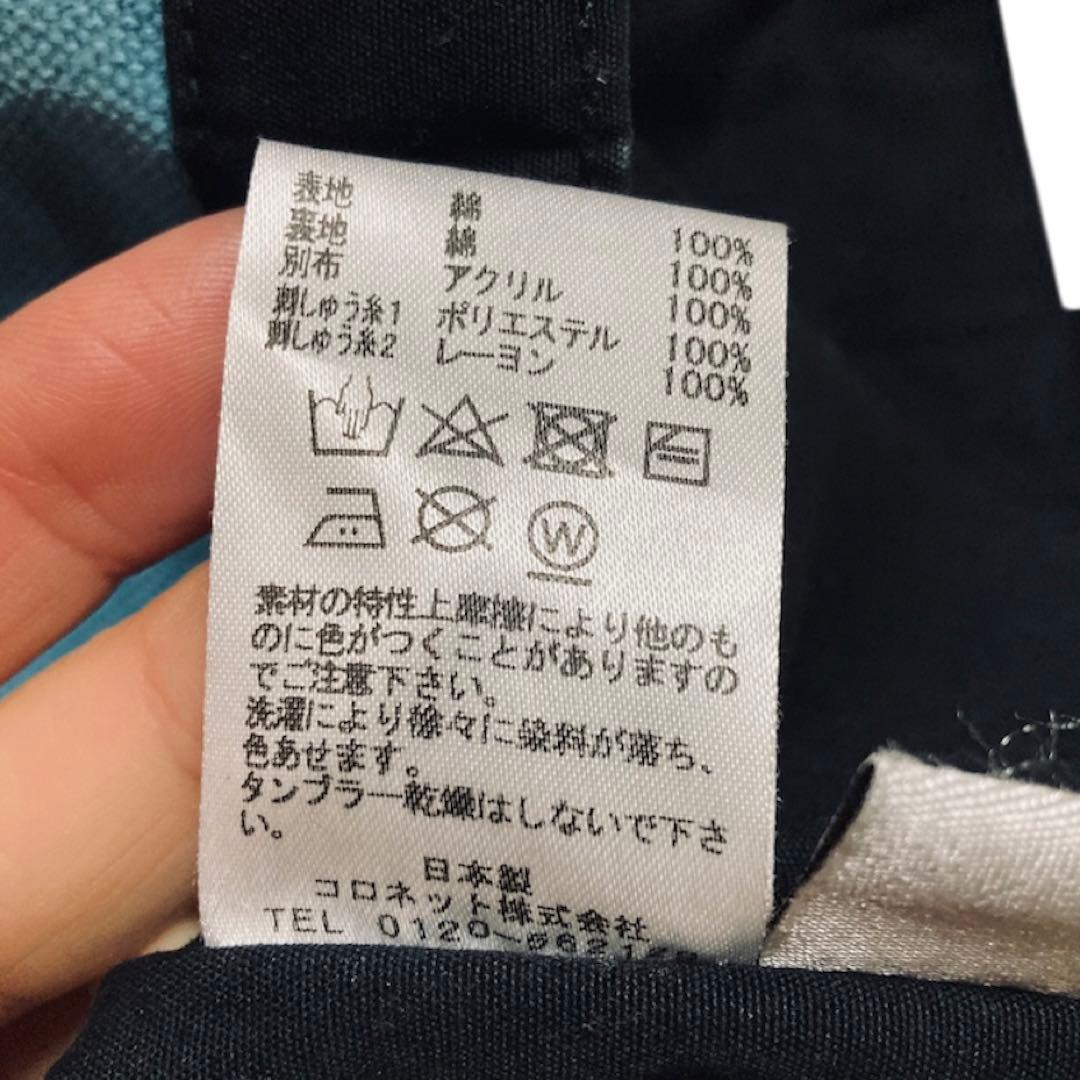 表地 綿 100%
裏地 綿 100%
別布 アクリル 100%
刺しゅう糸1 ポリエステル 100%
刺しゅう糸2 レーヨン 100%
W
素材の特性上摩擦により他のも
のに色がつくことがありますの
でご注意下さい。
洗濯により徐々に染料が落ち、
色あせます。
タンブラー乾燥はしないで下さ
い。
日本製
コロネット株式会社
TEL 0120-